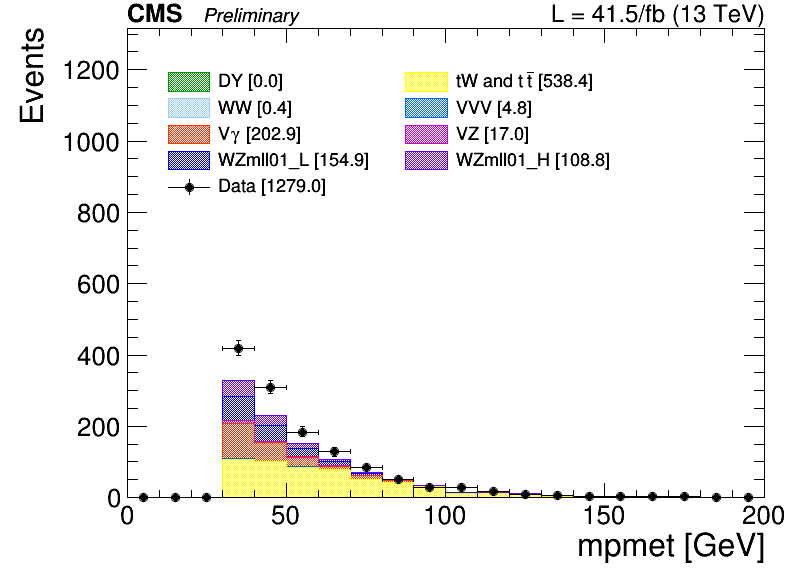 CMS Preliminary L = 41.5/fb (13 TeV)
Events
1200
1000
800
600
400
200
0
DY [0.0]
tW and t t̄ [538.4]
WW [0.4]
VVV [4.8]
Vγ [202.9]
VZ [17.0]
WZmll01_L [154.9]
WZmll01_H [108.8]
Data [1279.0]
0 50 100 150 200
mpmet [GeV]